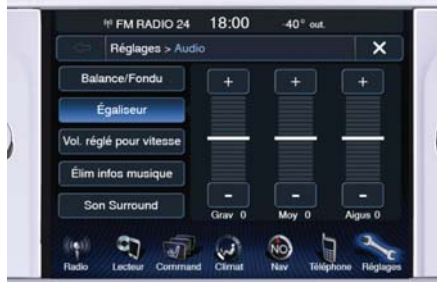 FM RADIO 24 18:00 -40° out.
Réglages > Audio X
Balance/Fondu
Égaliseur
Vol. réglé pour vitesse
Élim infos musique
Son Surround
+ + +
- - -
Grav 0 Moy 0 Aigus 0
Radio Lecteur Command Climat NO Nav Téléphone Réglages